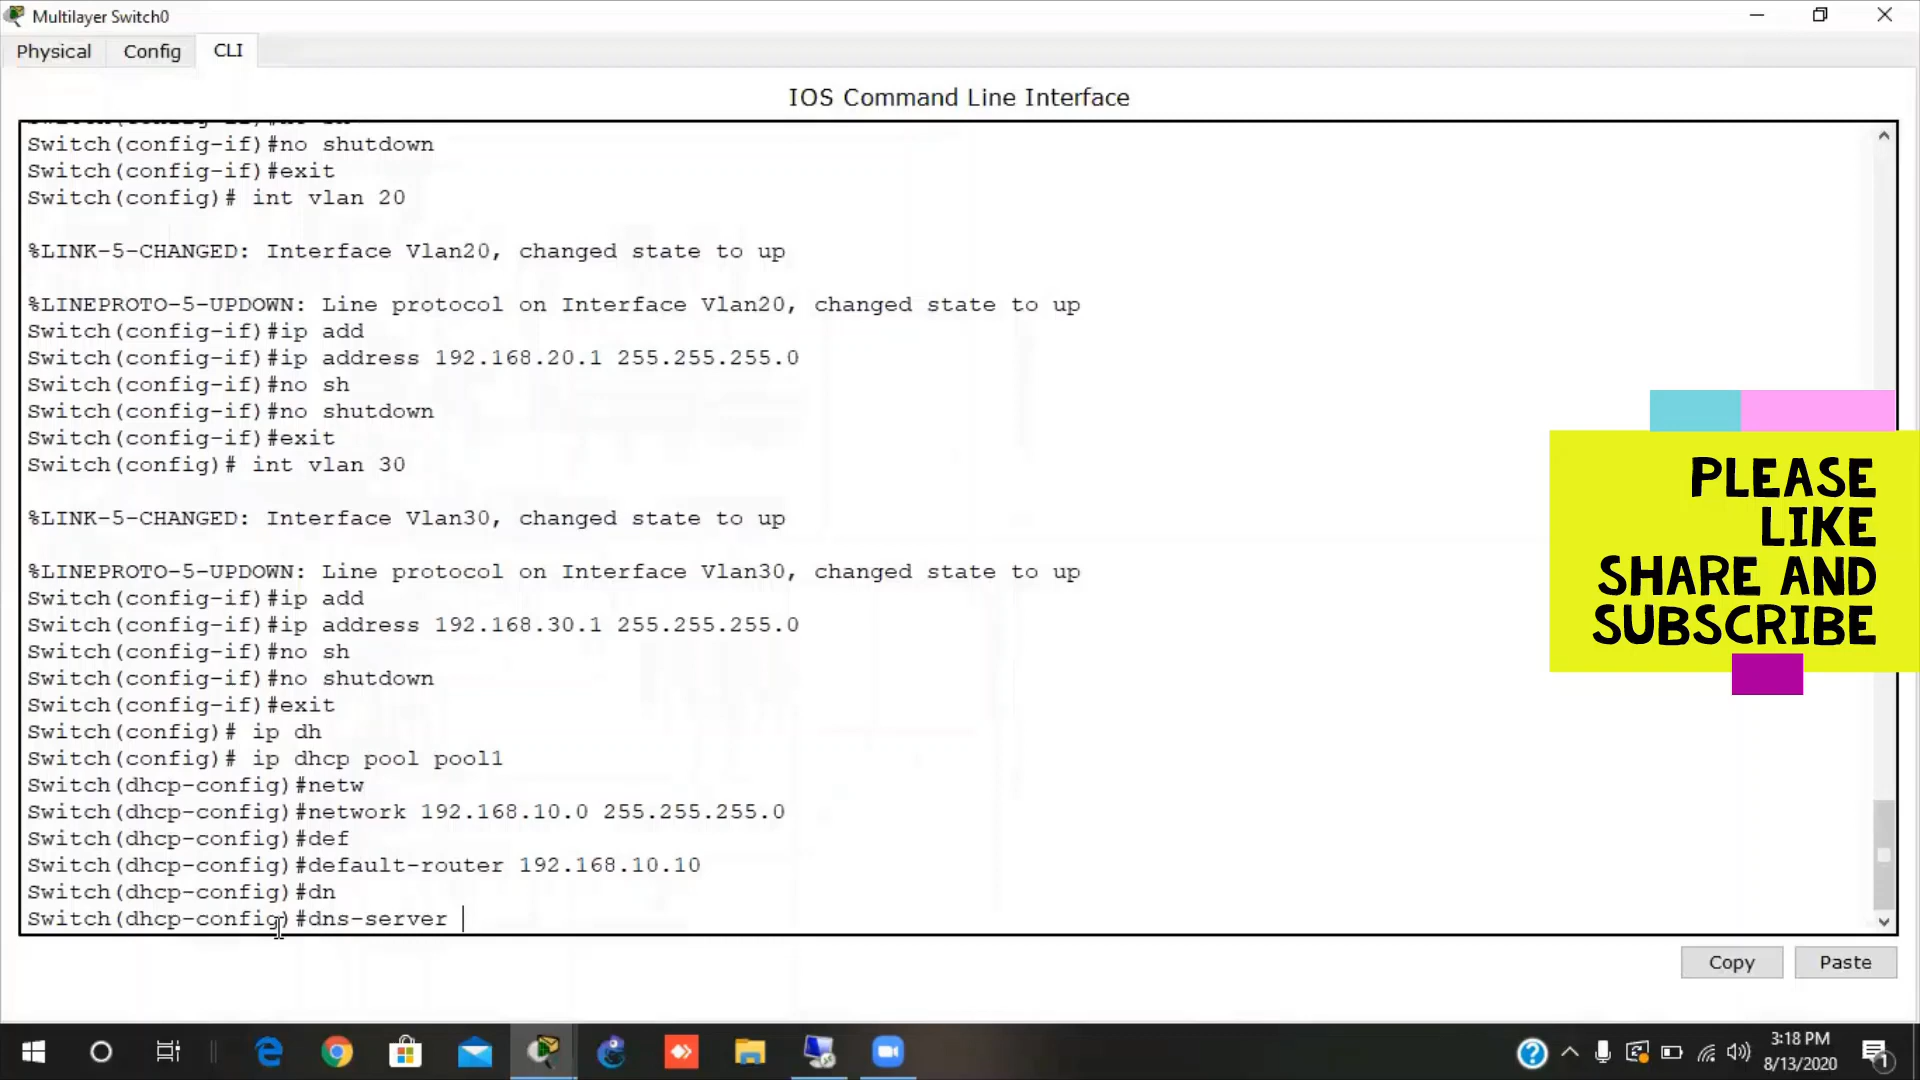 Multilayer Switch0
Physical Config CLI
IOS Command Line Interface
Switch(config-if)#no shutdown
Switch(config-if)#exit
Switch(config)# int vlan 20
%LINK-5-CHANGED: Interface Vlan20, changed state to up
%LINEPROTO-5-UPDOWN: Line protocol on Interface Vlan20, changed state to up
Switch(config-if)#ip add
Switch(config-if)#ip address 192.168.20.1 255.255.255.0
Switch(config-if)#no sh
Switch(config-if)#no shutdown
Switch(config-if)#exit
Switch(config)# int vlan 30
%LINK-5-CHANGED: Interface Vlan30, changed state to up
%LINEPROTO-5-UPDOWN: Line protocol on Interface Vlan30, changed state to up
Switch(config-if)#ip add
Switch(config-if)#ip address 192.168.30.1 255.255.255.0
Switch(config-if)#no sh
Switch(config-if)#no shutdown
Switch(config-if)#exit
Switch(config)# ip dh
Switch(config)# ip dhcp pool pool1
Switch(dhcp-config)#netw
Switch(dhcp-config)#network 192.168.10.0 255.255.255.0
Switch(dhcp-config)#def
Switch(dhcp-config)#default-router 192.168.10.10
Switch(dhcp-config)#dn
Switch(dhcp-config)#dns-server
PLEASE
LIKE
SHARE AND
SUBSCRIBE
Copy Paste
3:18 PM
8/13/2020
1